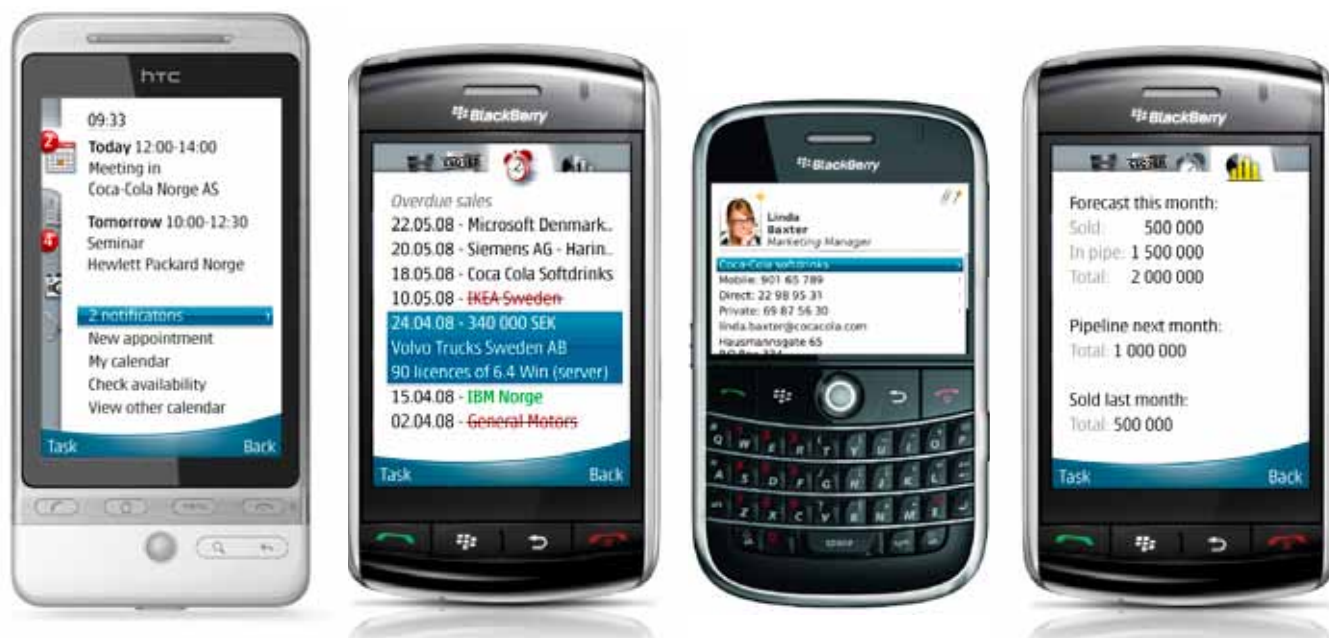 hTC
09:33
2
Today 12:00-14:00
Meeting in
Coca-Cola Norge AS
Tomorrow 10:00-12:30
4
Seminar
Hewlett Packard Norge
2 notificatons
New appointment
My calendar
Check availability
View other calendar
Task Back
BlackBerry
Overdue sales
22.05.08 - Microsoft Denmark..
20.05.08 - Siemens AG - Harin..
18.05.08 - Coca Cola Softdrinks
10.05.08 - IKEA Sweden
24.04.08 - 340 000 SEK
Volvo Trucks Sweden AB
90 licences of 6.4 Win (server)
15.04.08 - IBM Norge
02.04.08 - General Motors
Task Back
BlackBerry
Linda
Baxter
Marketing Manager
Coca-Cola softdrinks
Mobile: 901 65 789
Direct: 22 98 95 31
Private: 69 87 56 30
linda.baxter@cocacola.com
Hausmannsgate 65
Q W E R T Y U I O P
A S D F G H J K L
Z X C V B N M
BlackBerry
Forecast this month:
Sold: 500 000
In pipe: 1 500 000
Total: 2 000 000
Pipeline next month:
Total: 1 000 000
Sold last month:
Total: 500 000
Task Back